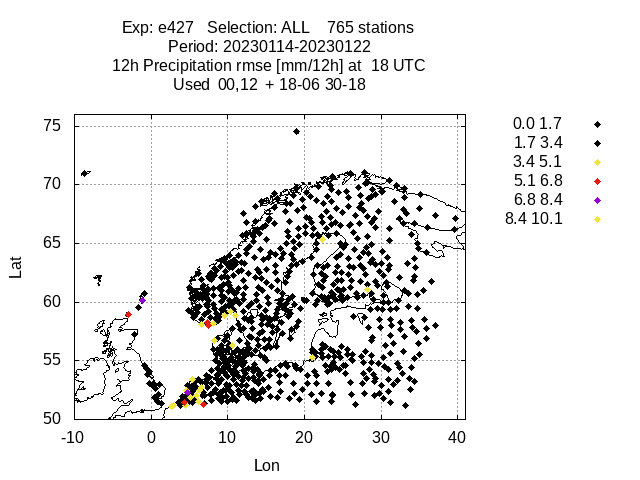 Exp: e427   Selection: ALL    765 stations
Period: 20230114-20230122
12h Precipitation rmse [mm/12h] at  18 UTC
Used  00,12  + 18-06 30-18
75
70
65
60
55
50
Lat
-10 0 10 20 30 40
Lon
0.0 1.7
1.7 3.4
3.4 5.1
5.1 6.8
6.8 8.4
8.4 10.1